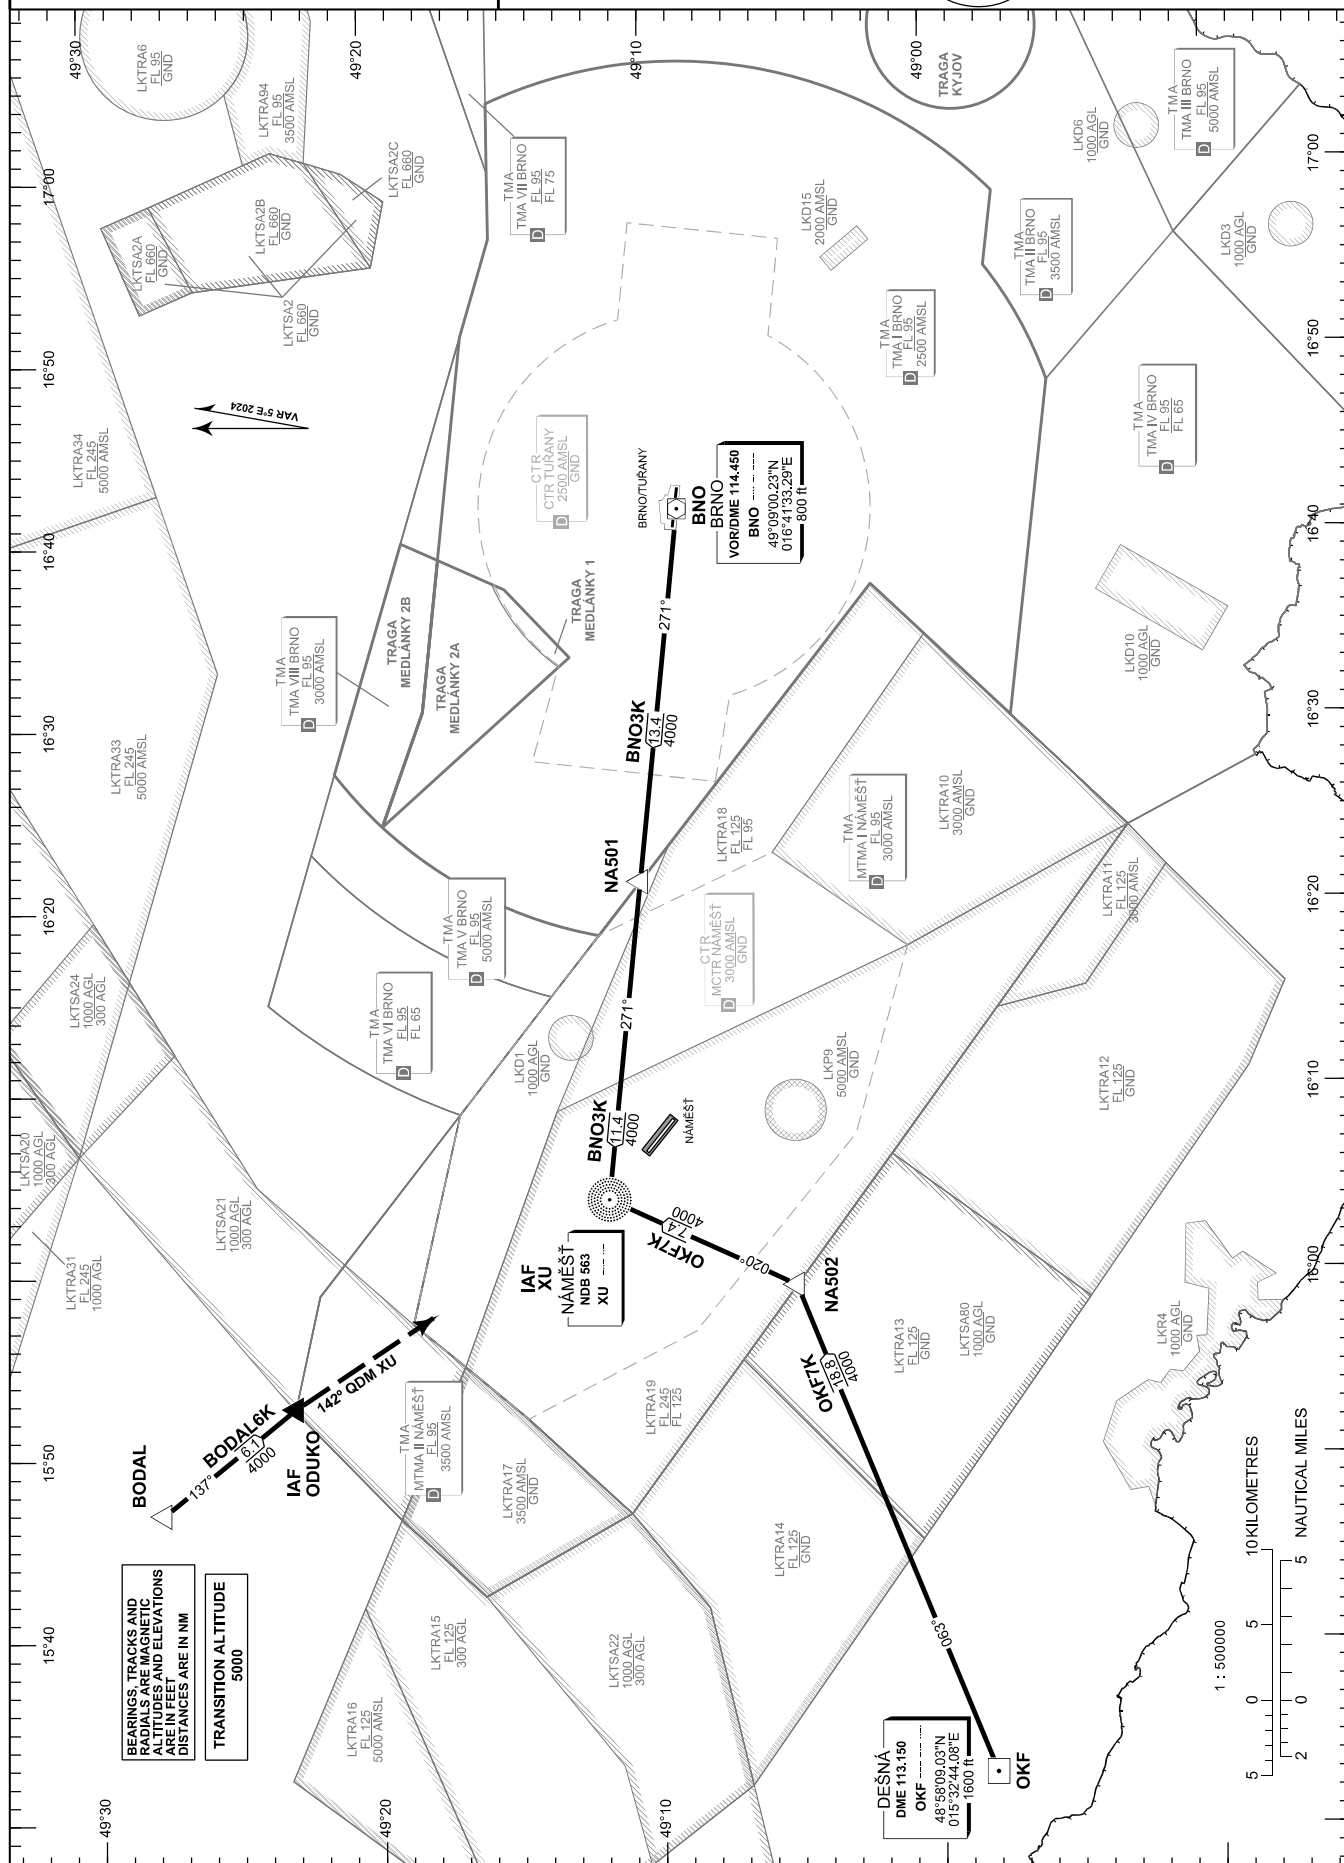 49°30
49°20
49°10
49°00
LKTRA6
FL 95
GND
LKTRA94
FL 95
3500 AMSL
TRAGA
KYJOV
LKD6
1000 AGL
GND
TMA
TMA III BRNO
FL 95
5000 AMSL
D
17°00
17°00
LKTSA2C
FL 660
GND
TMA
TMA VII BRNO
FL 95
FL 75
D
LKTSA2A
FL 660
GND
LKTSA2B
FL 660
GND
LKTSA2
FL 660
GND
LKD15
2000 AMSL
GND
TMA
TMA II BRNO
FL 95
3500 AMSL
D
LKD3
1000 AGL
GND
TMA
TMA I BRNO
FL 95
2500 AMSL
D
16°50
16°50
VAR 5°E 2024
LKTRA34
FL 245
5000 AMSL
CTR
CTR TUŘANY
2500 AMSL
GND
D
BRNO/TUŘANY
TMA
TMA IV BRNO
FL 95
FL 65
D
BNO
BRNO
VOR/DME 114.450
BNO
49°09'00.23"N
016°41'33.29"E
800 ft
16°40
16°40
TRAGA
MEDLÁNKY 2B
TRAGA
MEDLÁNKY 1
TRAGA
MEDLÁNKY 2A
271°
TMA
TMA VIII BRNO
FL 95
3000 AMSL
D
LKD10
1000 AGL
GND
16°30
16°30
LKTRA33
FL 245
5000 AMSL
BNO3K
13.4
4000
LKTRA18
FL 125
FL 95
TMA
MTMA I NÁMĚŠŤ
FL 95
3000 AMSL
D
LKTRA10
3000 AMSL
GND
NA501
16°20
16°20
TMA
TMA V BRNO
FL 95
5000 AMSL
D
CTR
MCTR NÁMĚŠŤ
3000 AMSL
GND
D
LKTRA11
FL 125
3000 AMSL
LKTSA24
1000 AGL
300 AGL
TMA
TMA VI BRNO
FL 95
FL 65
D
271°
LKD1
1000 AGL
GND
LKP9
5000 AMSL
GND
LKTRA12
FL 125
GND
16°10
BNO3K
11.4
4000
NÁMĚŠŤ
LKTSA20
1000 AGL
300 AGL
LKTSA21
1000 AGL
300 AGL
LKTRA31
FL 245
1000 AGL
IAF
XU
NÁMĚŠŤ
NDB 563
XU
OKF7K
7.4
4000
020°
16°00
NA502
LKTRA13
FL 125
GND
LKTSA80
1000 AGL
GND
LKR4
1000 AGL
GND
142° QDM XU
OKF7K
18.8
4000
LKTRA19
FL 245
FL 125
TMA
MTMA II NÁMĚŠŤ
FL 95
3500 AMSL
D
BODAL
137°
BODAL6K
6.1
4000
IAF
ODUKO
15°50
LKTRA17
3500 AMSL
GND
LKTRA14
FL 125
GND
BEARINGS, TRACKS AND
RADIALS ARE MAGNETIC
ALTITUDES AND ELEVATIONS
ARE IN FEET
DISTANCES ARE IN NM
TRANSITION ALTITUDE
5000
15°40
LKTRA15
FL 125
300 AGL
LKTSA22
1000 AGL
300 AGL
LKTRA16
FL 125
5000 AMSL
063°
DEŠNÁ
DME 113.150
OKF
48°58'09.03"N
015°32'44.08"E
1600 ft
OKF
1 : 500000
5 0 5 10 KILOMETRES
2 0 5 NAUTICAL MILES
49°30
49°20
49°10